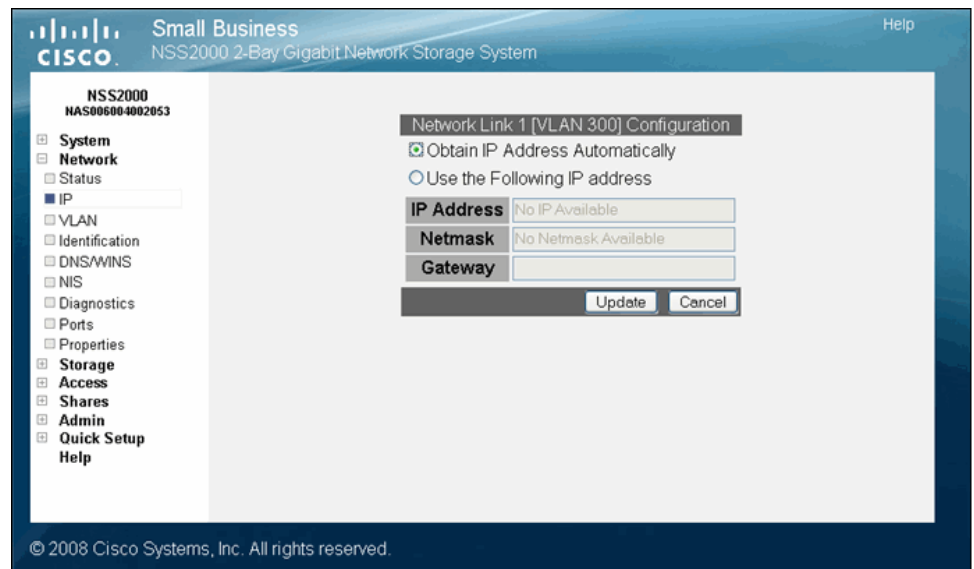 CISCO.
Small Business
NSS2000 2-Bay Gigabit Network Storage System
Help
NSS2000
NAS006004002053
System
Network
Status
IP
VLAN
Identification
DNS/WINS
NIS
Diagnostics
Ports
Properties
Storage
Access
Shares
Admin
Quick Setup
Help
Network Link 1 [VLAN 300] Configuration
Obtain IP Address Automatically
Use the Following IP address
IP Address No IP Available
Netmask No Netmask Available
Gateway
Update Cancel
© 2008 Cisco Systems, Inc. All rights reserved.